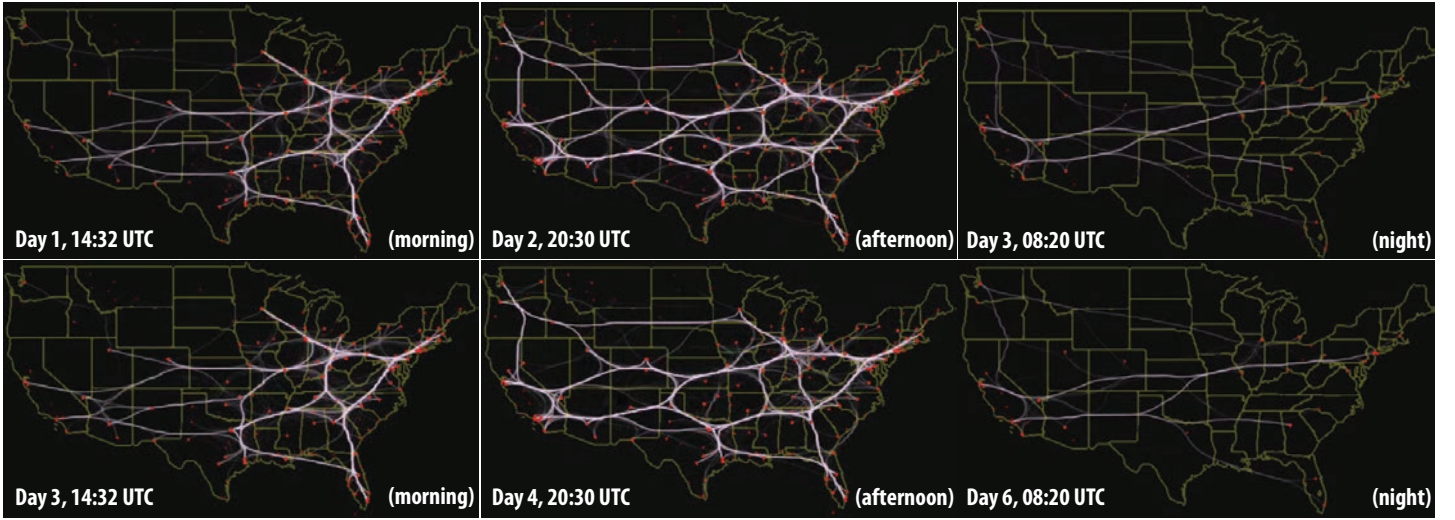 Day 1, 14:32 UTC (morning)
Day 2, 20:30 UTC (afternoon)
Day 3, 08:20 UTC (night)
Day 3, 14:32 UTC (morning)
Day 4, 20:30 UTC (afternoon)
Day 6, 08:20 UTC (night)